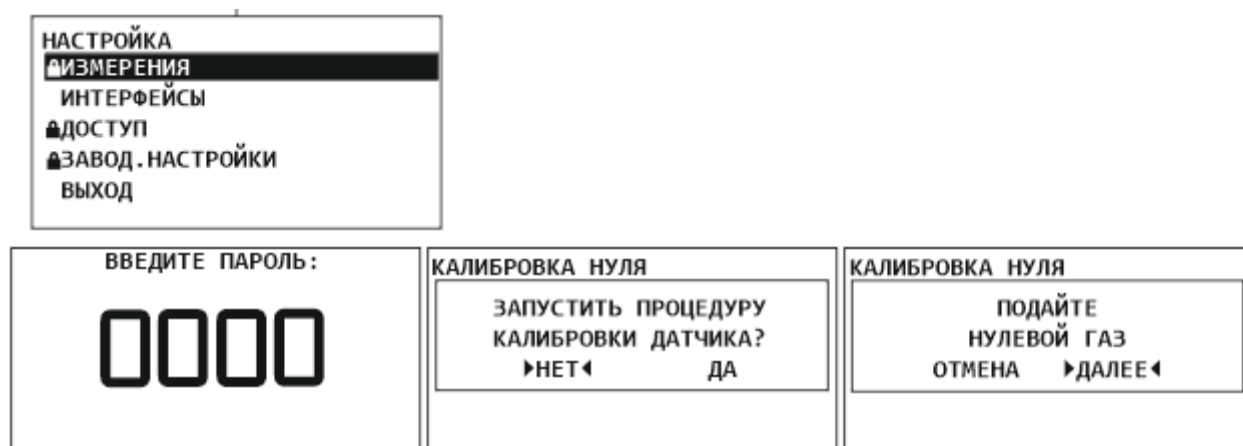 НАСТРОЙКА
ИЗМЕРЕНИЯ
ИНТЕРФЕЙСЫ
ДОСТУП
ЗАВОД.НАСТРОЙКИ
ВЫХОД
ВВЕДИТЕ ПАРОЛЬ:
0000
КАЛИБРОВКА НУЛЯ
ЗАПУСТИТЬ ПРОЦЕДУРУ
КАЛИБРОВКИ ДАТЧИКА?
НЕТ ДА
КАЛИБРОВКА НУЛЯ
ПОДАЙТЕ
НУЛЕВОЙ ГАЗ
ОТМЕНА ДАЛЕЕ